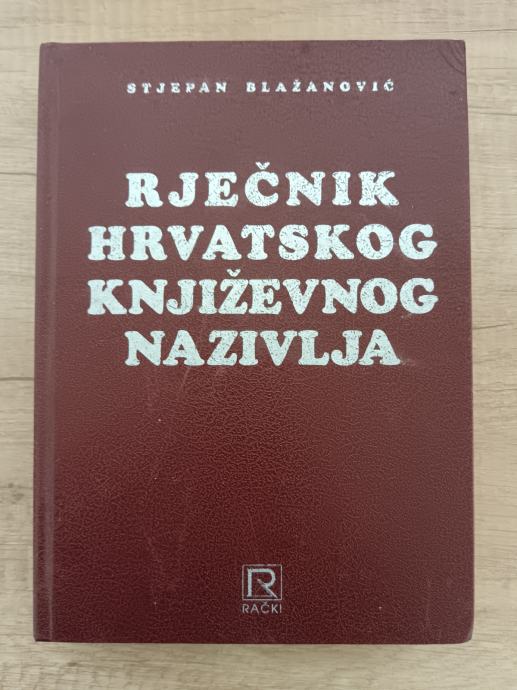 STJEPAN BLAŽANOVIĆ
RJEČNIK
HRVATSKOG
KNJIŽEVNOG
NAZIVLJA
R
RAČKI